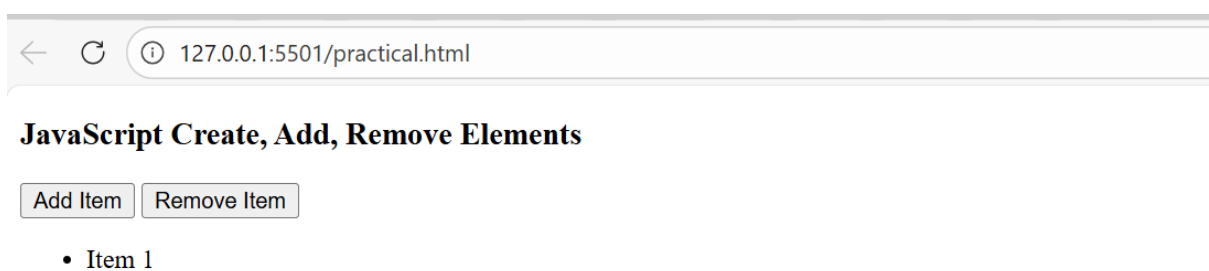 127.0.0.1:5501/practical.html
JavaScript Create, Add, Remove Elements
Add Item Remove Item
• Item 1